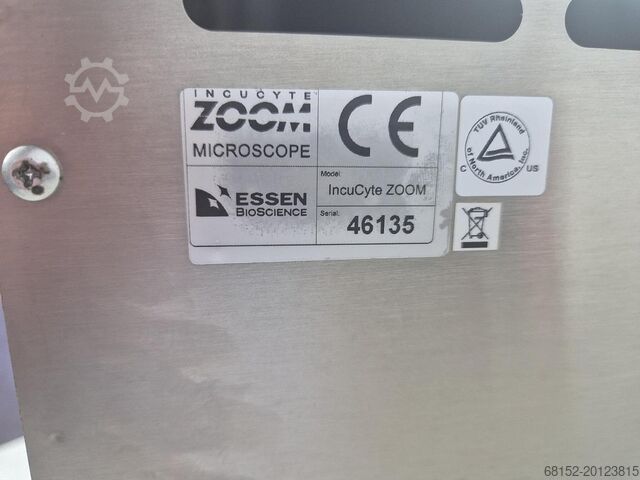 INCUCYTE
ZOOM
MICROSCOPE
CE
ESSEN
BIOSCIENCE
Model:
IncuCyte ZOOM
Serial:
46135
TUV Rheinland
of North America, Inc.
C US
68152-20123815